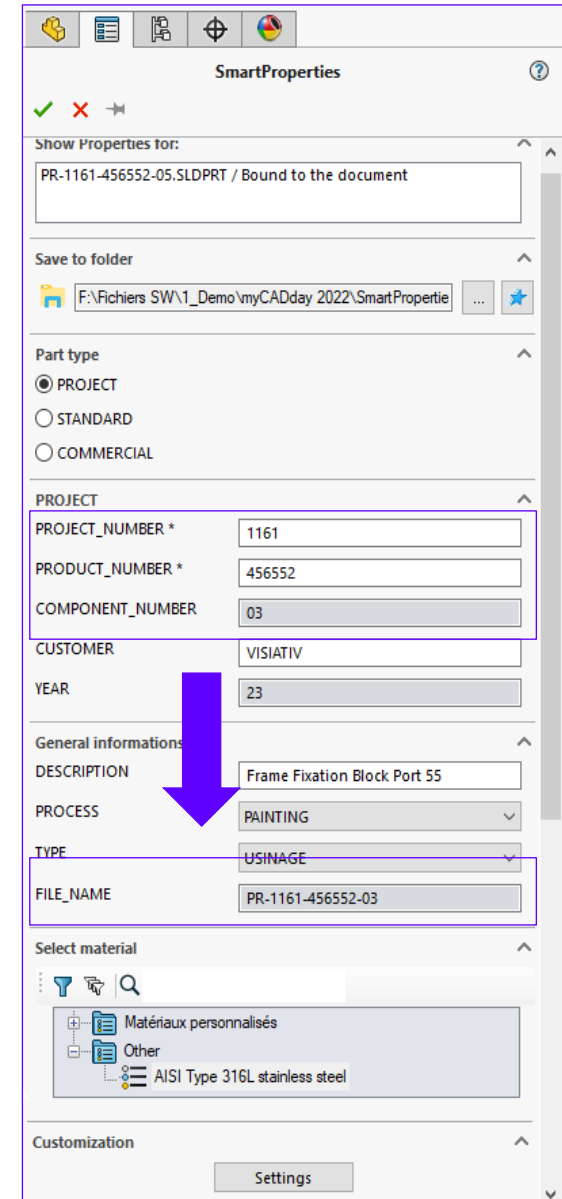 SmartProperties
Show Properties for:
PR-1161-456552-05.SLDPRT / Bound to the document
Save to folder
F:\Fichiers SW\1_Demo\myCADday 2022\SmartPropertie ...
Part type
PROJECT
STANDARD
COMMERCIAL
PROJECT
PROJECT_NUMBER * 1161
PRODUCT_NUMBER * 456552
COMPONENT_NUMBER 03
CUSTOMER VISIATIV
YEAR 23
General informations
DESCRIPTION Frame Fixation Block Port 55
PROCESS PAINTING
TYPE USINAGE
FILE_NAME PR-1161-456552-03
Select material
Matériaux personnalisés
Other
AISI Type 316L stainless steel
Customization
Settings